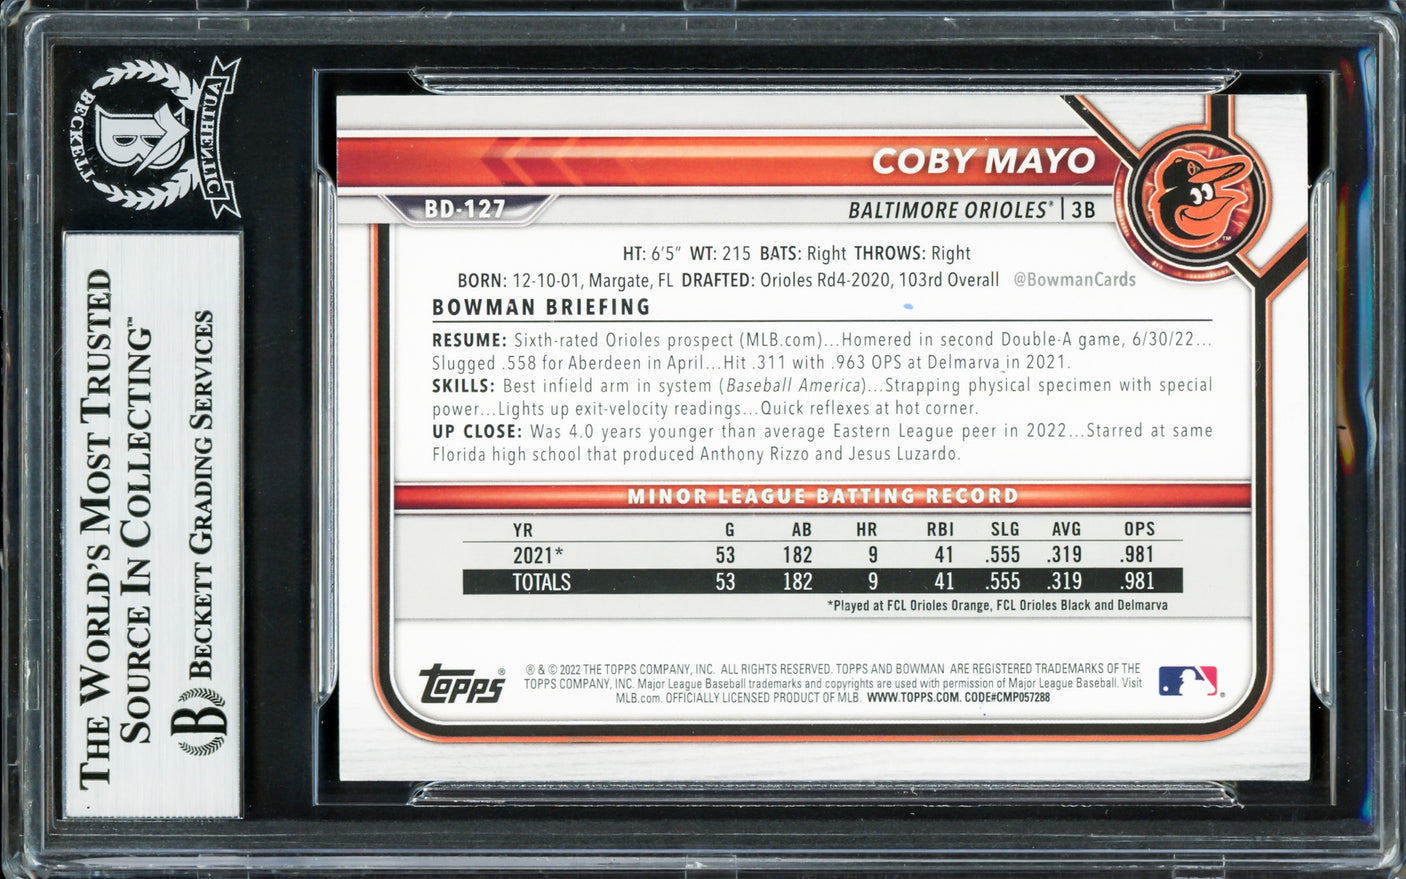 BECKETT
AUTHENTIC
B
THE WORLD'S MOST TRUSTED
SOURCE IN COLLECTING™
B BECKETT GRADING SERVICES
COBY MAYO
BD-127
BALTIMORE ORIOLES® | 3B
TM
HT: 6'5" WT: 215 BATS: Right THROWS: Right
BORN: 12-10-01, Margate, FL DRAFTED: Orioles Rd4-2020, 103rd Overall @BowmanCards
BOWMAN BRIEFING
RESUME: Sixth-rated Orioles prospect (MLB.com)...Homered in second Double-A game, 6/30/22...
Slugged .558 for Aberdeen in April...Hit .311 with .963 OPS at Delmarva in 2021.
SKILLS: Best infield arm in system (Baseball America)...Strapping physical specimen with special
power...Lights up exit-velocity readings...Quick reflexes at hot corner.
UP CLOSE: Was 4.0 years younger than average Eastern League peer in 2022...Starred at same
Florida high school that produced Anthony Rizzo and Jesus Luzardo.
MINOR LEAGUE BATTING RECORD
YR G AB HR RBI SLG AVG OPS
2021* 53 182 9 41 .555 .319 .981
TOTALS 53 182 9 41 .555 .319 .981
*Played at FCL Orioles Orange, FCL Orioles Black and Delmarva
topps®
® & © 2022 THE TOPPS COMPANY, INC. ALL RIGHTS RESERVED. TOPPS AND BOWMAN ARE REGISTERED TRADEMARKS OF THE
TOPPS COMPANY, INC. Major League Baseball trademarks and copyrights are used with permission of Major League Baseball. Visit
MLB.com. OFFICIALLY LICENSED PRODUCT OF MLB. WWW.TOPPS.COM. CODE#CMP057288
®